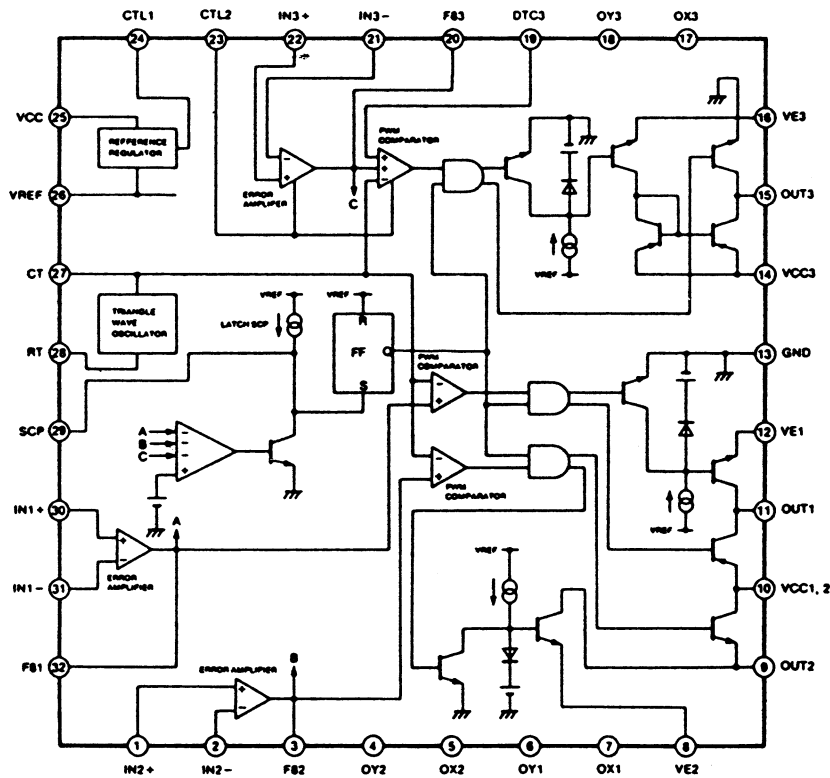 CTL1 CTL2 IN3+ IN3- FB3 DTC3 OY3 OX3
24 23 22 21 20 19 18 17
VCC 25
REFFERENCE
REGULATOR
VREF 26
ERROR
AMPLIFER
PWM
COMPARATOR
C
VREF
16 VE3
15 OUT3
14 VCC3
CT 27
TRIANGLE
WAVE
OSCILLATOR
RT 28
SCP 29
VREF
LATCH SCP
VREF
R
FF
Q
S
PWM
COMPARATOR
13 GND
12 VE1
A
B
C
PWM
COMPARATOR
VREF
11 OUT1
IN1+ 30
A
IN1- 31
ERROR
AMPLIFIER
VREF
10 VCC1, 2
FB1 32
ERROR AMPLIFIER
B
9 OUT2
1 2 3 4 5 6 7 8
IN2+ IN2- FB2 OY2 OX2 OY1 OX1 VE2